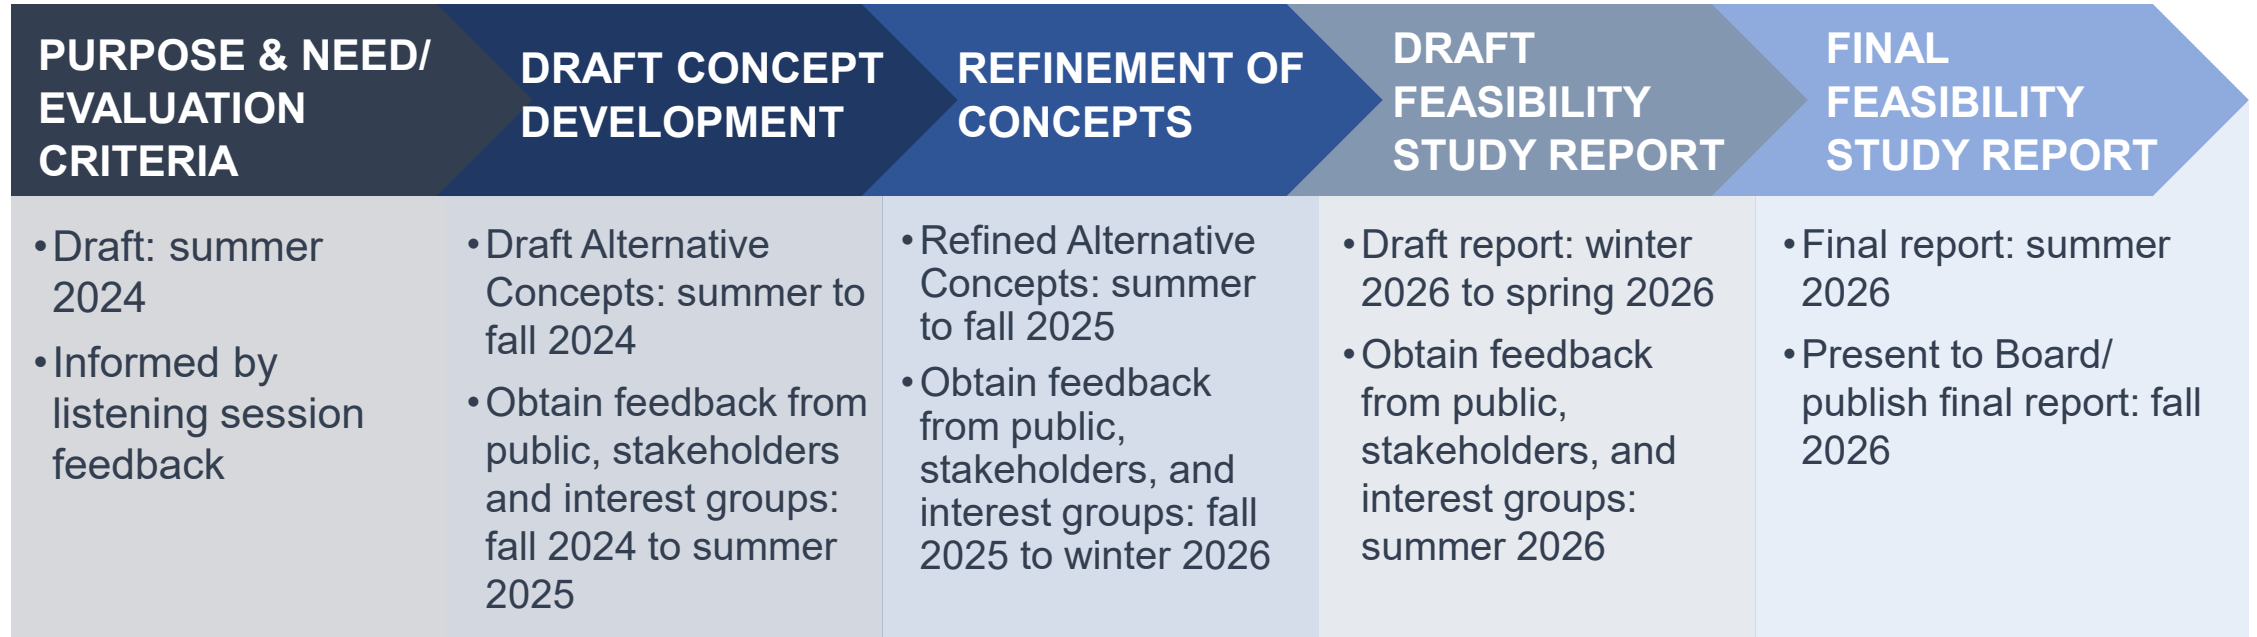 PURPOSE & NEED/
EVALUATION
CRITERIA
•Draft: summer
2024
•Informed by
listening session
feedback
DRAFT CONCEPT
DEVELOPMENT
•Draft Alternative
Concepts: summer to
fall 2024
•Obtain feedback from
public, stakeholders
and interest groups:
fall 2024 to summer
2025
REFINEMENT OF
CONCEPTS
•Refined Alternative
Concepts: summer
to fall 2025
•Obtain feedback
from public,
stakeholders, and
interest groups: fall
2025 to winter 2026
DRAFT
FEASIBILITY
STUDY REPORT
•Draft report: winter
2026 to spring 2026
•Obtain feedback
from public,
stakeholders, and
interest groups:
summer 2026
FINAL
FEASIBILITY
STUDY REPORT
•Final report: summer
2026
•Present to Board/
publish final report: fall
2026